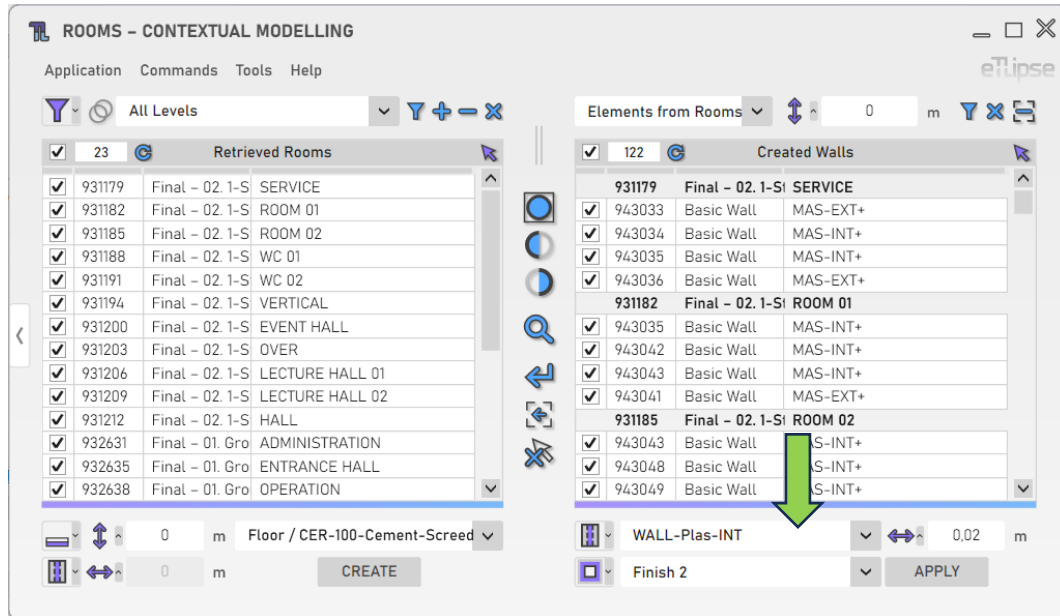 ROOMS – CONTEXTUAL MODELLING
Application Commands Tools Help
eTLipse
All Levels
Elements from Rooms 0 m
23 Retrieved Rooms
122 Created Walls
931179 Final – 02. 1-S SERVICE
931182 Final – 02. 1-S ROOM 01
931185 Final – 02. 1-S ROOM 02
931188 Final – 02. 1-S WC 01
931191 Final – 02. 1-S WC 02
931194 Final – 02. 1-S VERTICAL
931200 Final – 02. 1-S EVENT HALL
931203 Final – 02. 1-S OVER
931206 Final – 02. 1-S LECTURE HALL 01
931209 Final – 02. 1-S LECTURE HALL 02
931212 Final – 02. 1-S HALL
932631 Final – 01. Gro ADMINISTRATION
932635 Final – 01. Gro ENTRANCE HALL
932638 Final – 01. Gro OPERATION
931179 Final – 02. 1-St SERVICE
943033 Basic Wall MAS-EXT+
943034 Basic Wall MAS-INT+
943035 Basic Wall MAS-INT+
943036 Basic Wall MAS-EXT+
931182 Final – 02. 1-St ROOM 01
943035 Basic Wall MAS-INT+
943042 Basic Wall MAS-INT+
943043 Basic Wall MAS-INT+
943041 Basic Wall MAS-EXT+
931185 Final – 02. 1-St ROOM 02
943043 Basic Wall MAS-INT+
943048 Basic Wall AS-INT+
943049 Basic Wall AS-INT+
0 m Floor / CER-100-Cement-Screed
0 m CREATE
WALL-Plas-INT 0,02 m
Finish 2 APPLY